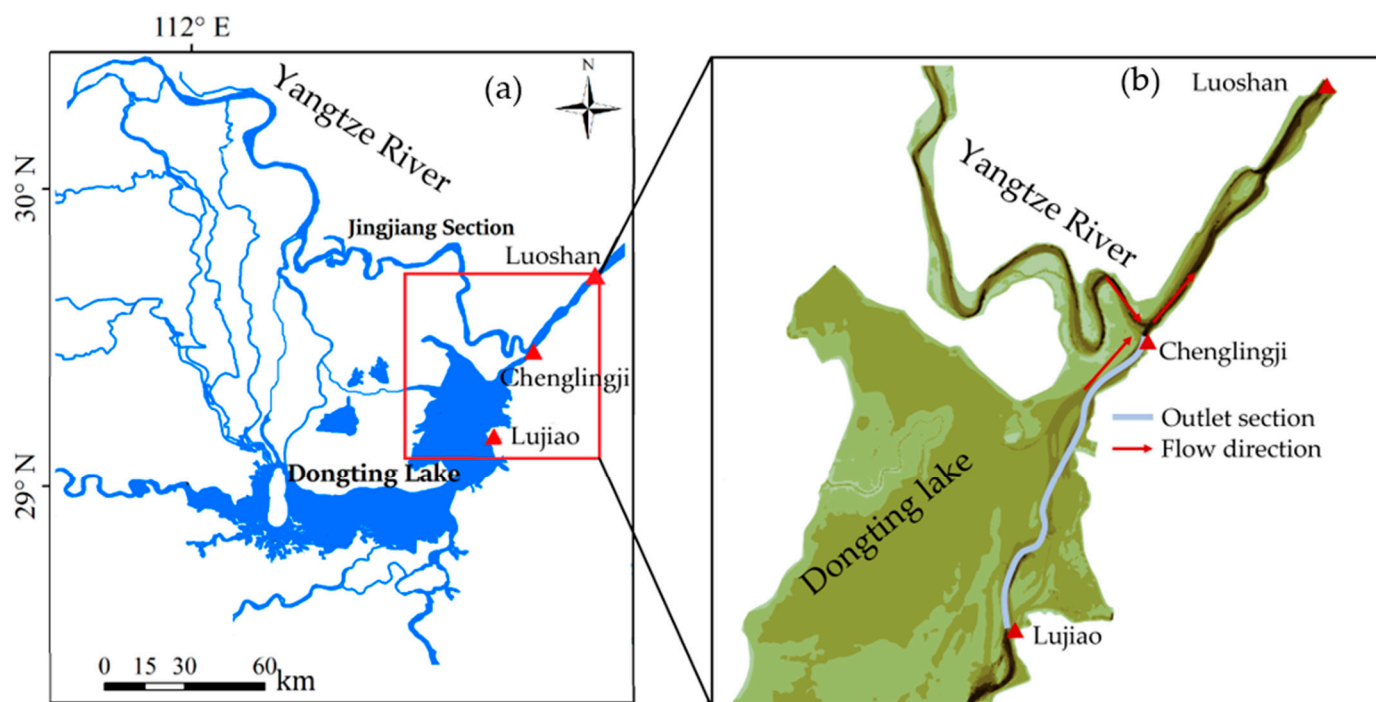 112° E
(a)
N
Yangtze River
30° N
Jingjiang Section
Luoshan
Chenglingji
Lujiao
Dongting Lake
29° N
0 15 30 60
km
(b)
Luoshan
Yangtze River
Chenglingji
Outlet section
Flow direction
Dongting lake
Lujiao